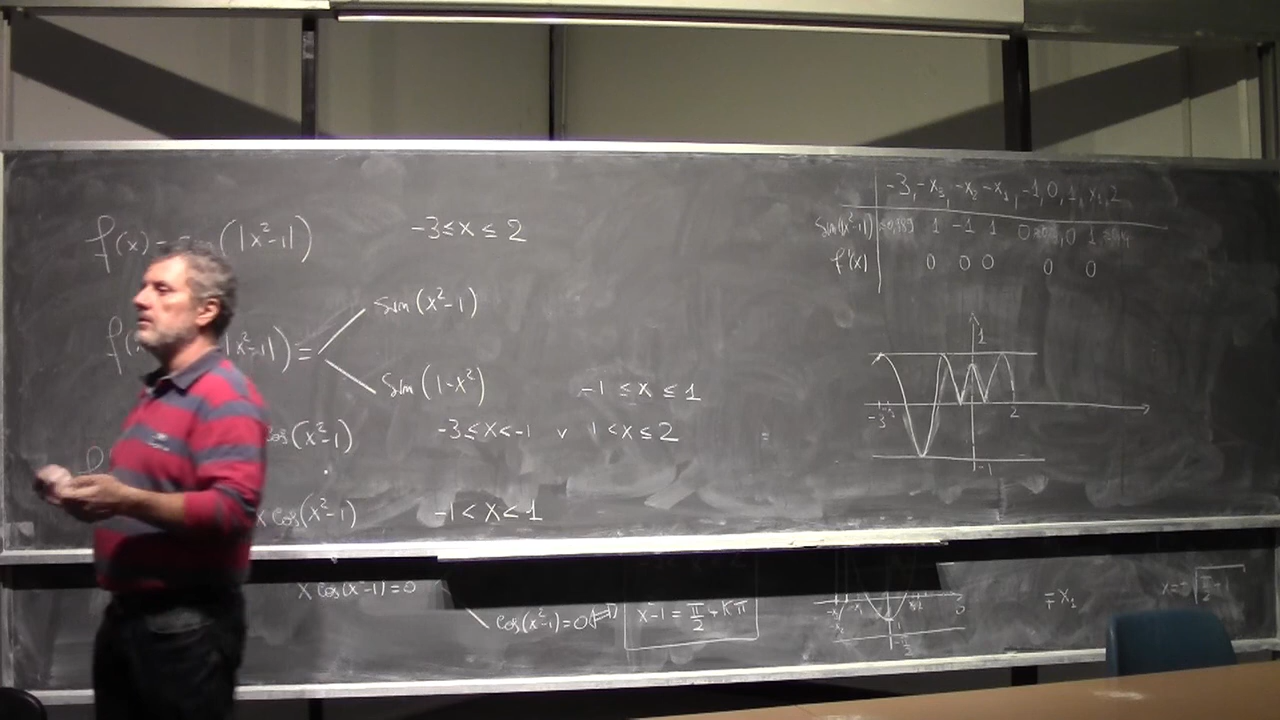 f(x) = sin(|x²-1|) -3≤x≤2
f( |x²-1|) =
sin(x²-1)
sin(1-x²) -1≤x≤1
cos(x²-1) -3≤x<-1 ∨ 1<x≤2
x cos(x²-1) -1<x<1
x cos(x²-1)=0
cos(x²-1)=0
x²-1 = π/2 + kπ
-3, -x₃, -x₂ -x₁, -1, 0, 1, x₁, 2
sin(|x²-1|) 1 -1 1 0 0 1
f'(x) 0 0 0 0 0
1
-3 2
-1
∓x₁